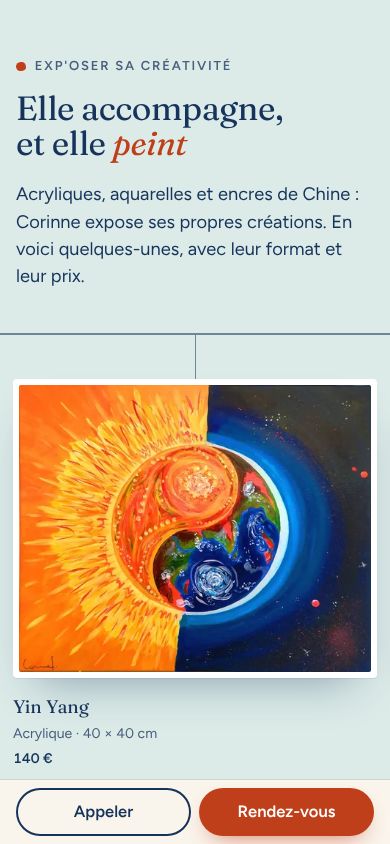 EXP'OSER SA CRÉATIVITÉ
Elle accompagne,
et elle peint
Acryliques, aquarelles et encres de Chine :
Corinne expose ses propres créations. En
voici quelques-unes, avec leur format et
leur prix.
Yin Yang
Acrylique · 40 × 40 cm
140 €
Appeler
Rendez-vous